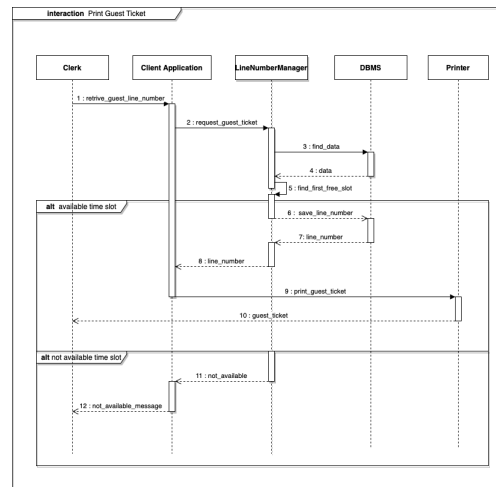 interaction Print Guest Ticket
Clerk
Client Application
LineNumberManager
DBMS
Printer
1 : retrive_guest_line_number
2 : request_guest_ticket
3 : find_data
4 : data
5 : find_first_free_slot
alt available time slot
6 : save_line_number
7: line_number
8 : line_number
9 : print_guest_ticket
10 : guest_ticket
alt not available time slot
11 : not_available
12 : not_available_message